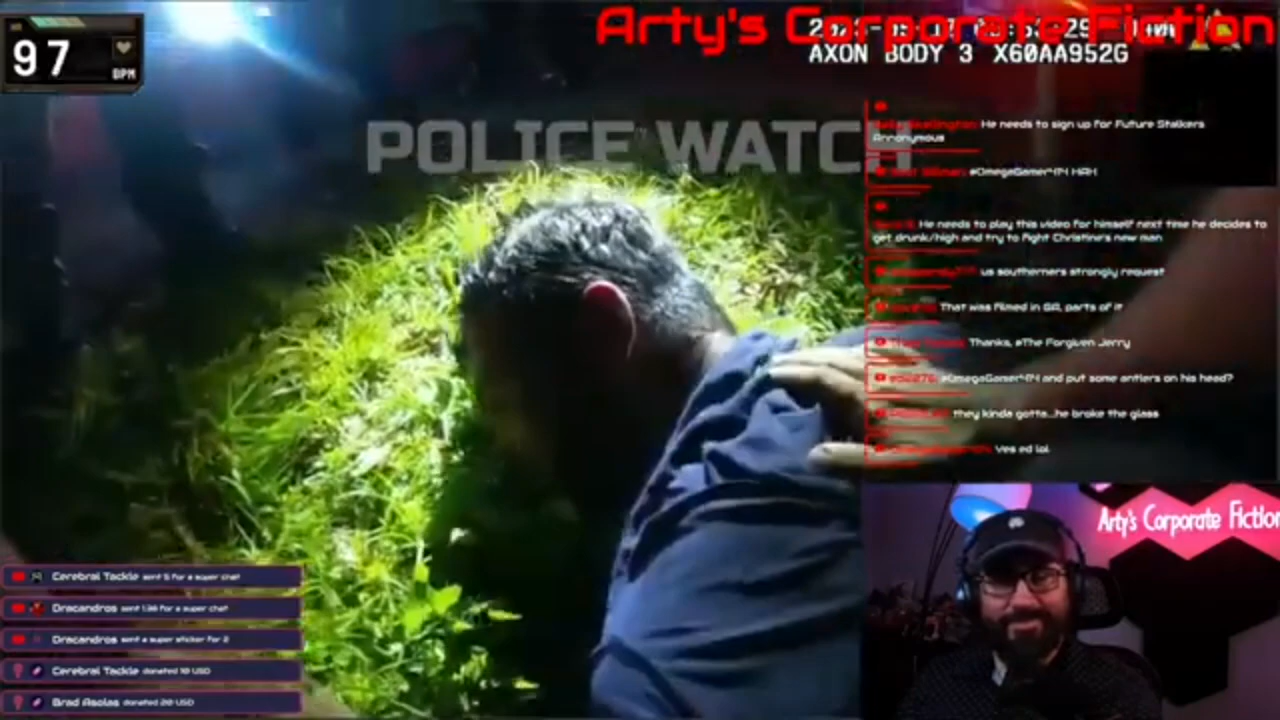 97
BPM
Arty's Corporate Fiction
AXON BODY 3 X60AA952G
POLICE WATCH
He needs to sign up for Future Stalkers
Annonymous
#OmegaGamer474 HAH
He needs to play this video for himself next time he decides to
get drunk/high and try to fight Christine's new man
us southerners strongly request
That was filmed in GA, parts of it
Thanks, #The Forgiven Jerry
#OmegaGamer474 and put some antlers on his head?
they kinda gotta...he broke the glass
Yes ed lol
Arty's Corporate Fiction
Cerebral Tackle sent 5 for a super chat
Dracandros sent for a super chat
Dracandros sent a super sticker for 2
Cerebral Tackle donated 10 USD
Brad Asolas donated 20 USD